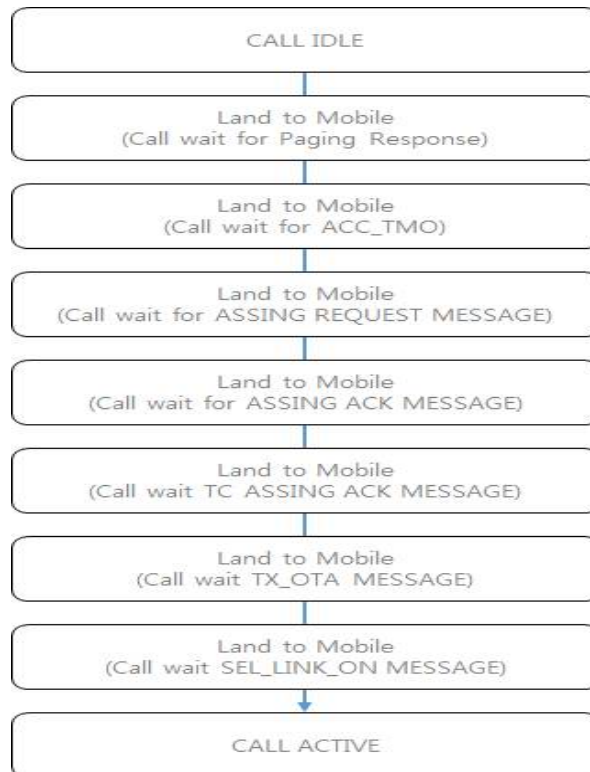 CALL IDLE
Land to Mobile
(Call wait for Paging Response)
Land to Mobile
(Call wait for ACC_TMO)
Land to Mobile
(Call wait for ASSING REQUEST MESSAGE)
Land to Mobile
(Call wait for ASSING ACK MESSAGE)
Land to Mobile
(Call wait TC ASSING ACK MESSAGE)
Land to Mobile
(Call wait TX_OTA MESSAGE)
Land to Mobile
(Call wait SEL_LINK_ON MESSAGE)
CALL ACTIVE